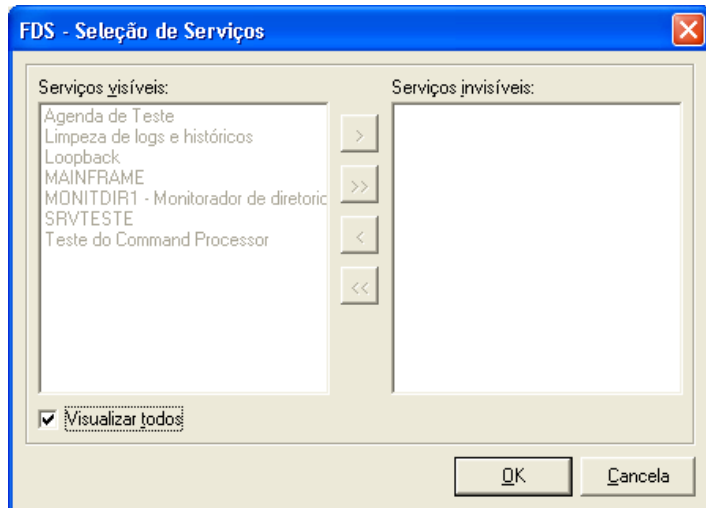 FDS - Seleção de Serviços
Serviços visíveis:
Serviços invisíveis:
Agenda de Teste
Limpeza de logs e históricos
Loopback
MAINFRAME
MONITDIR1 - Monitorador de diretoric
SRVTESTE
Teste do Command Processor
>
>>
<
<<
Visualizar todos
OK
Cancela